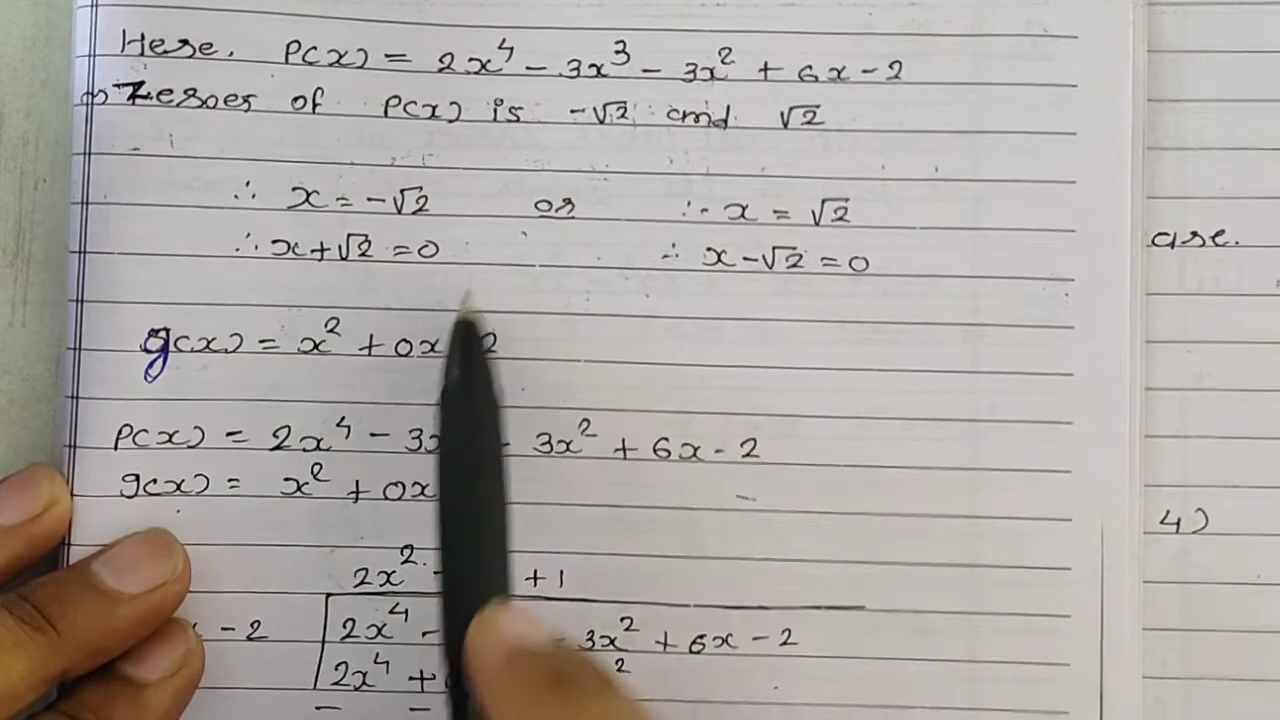 Here, P(x) = 2x⁴ - 3x³ - 3x² + 6x - 2
⇒ Zeroes of P(x) is -√2 and √2
∴ x = -√2 or ∴ x = √2
∴ x + √2 = 0 ∴ x - √2 = 0
g(x) = x² + 0x 2
P(x) = 2x⁴ - 3x 3x² + 6x - 2
g(x) = x² + 0x
2x² - + 1
- 2 2x⁴ - - 3x² + 6x - 2
2x⁴ + 2
- -
are.
4)